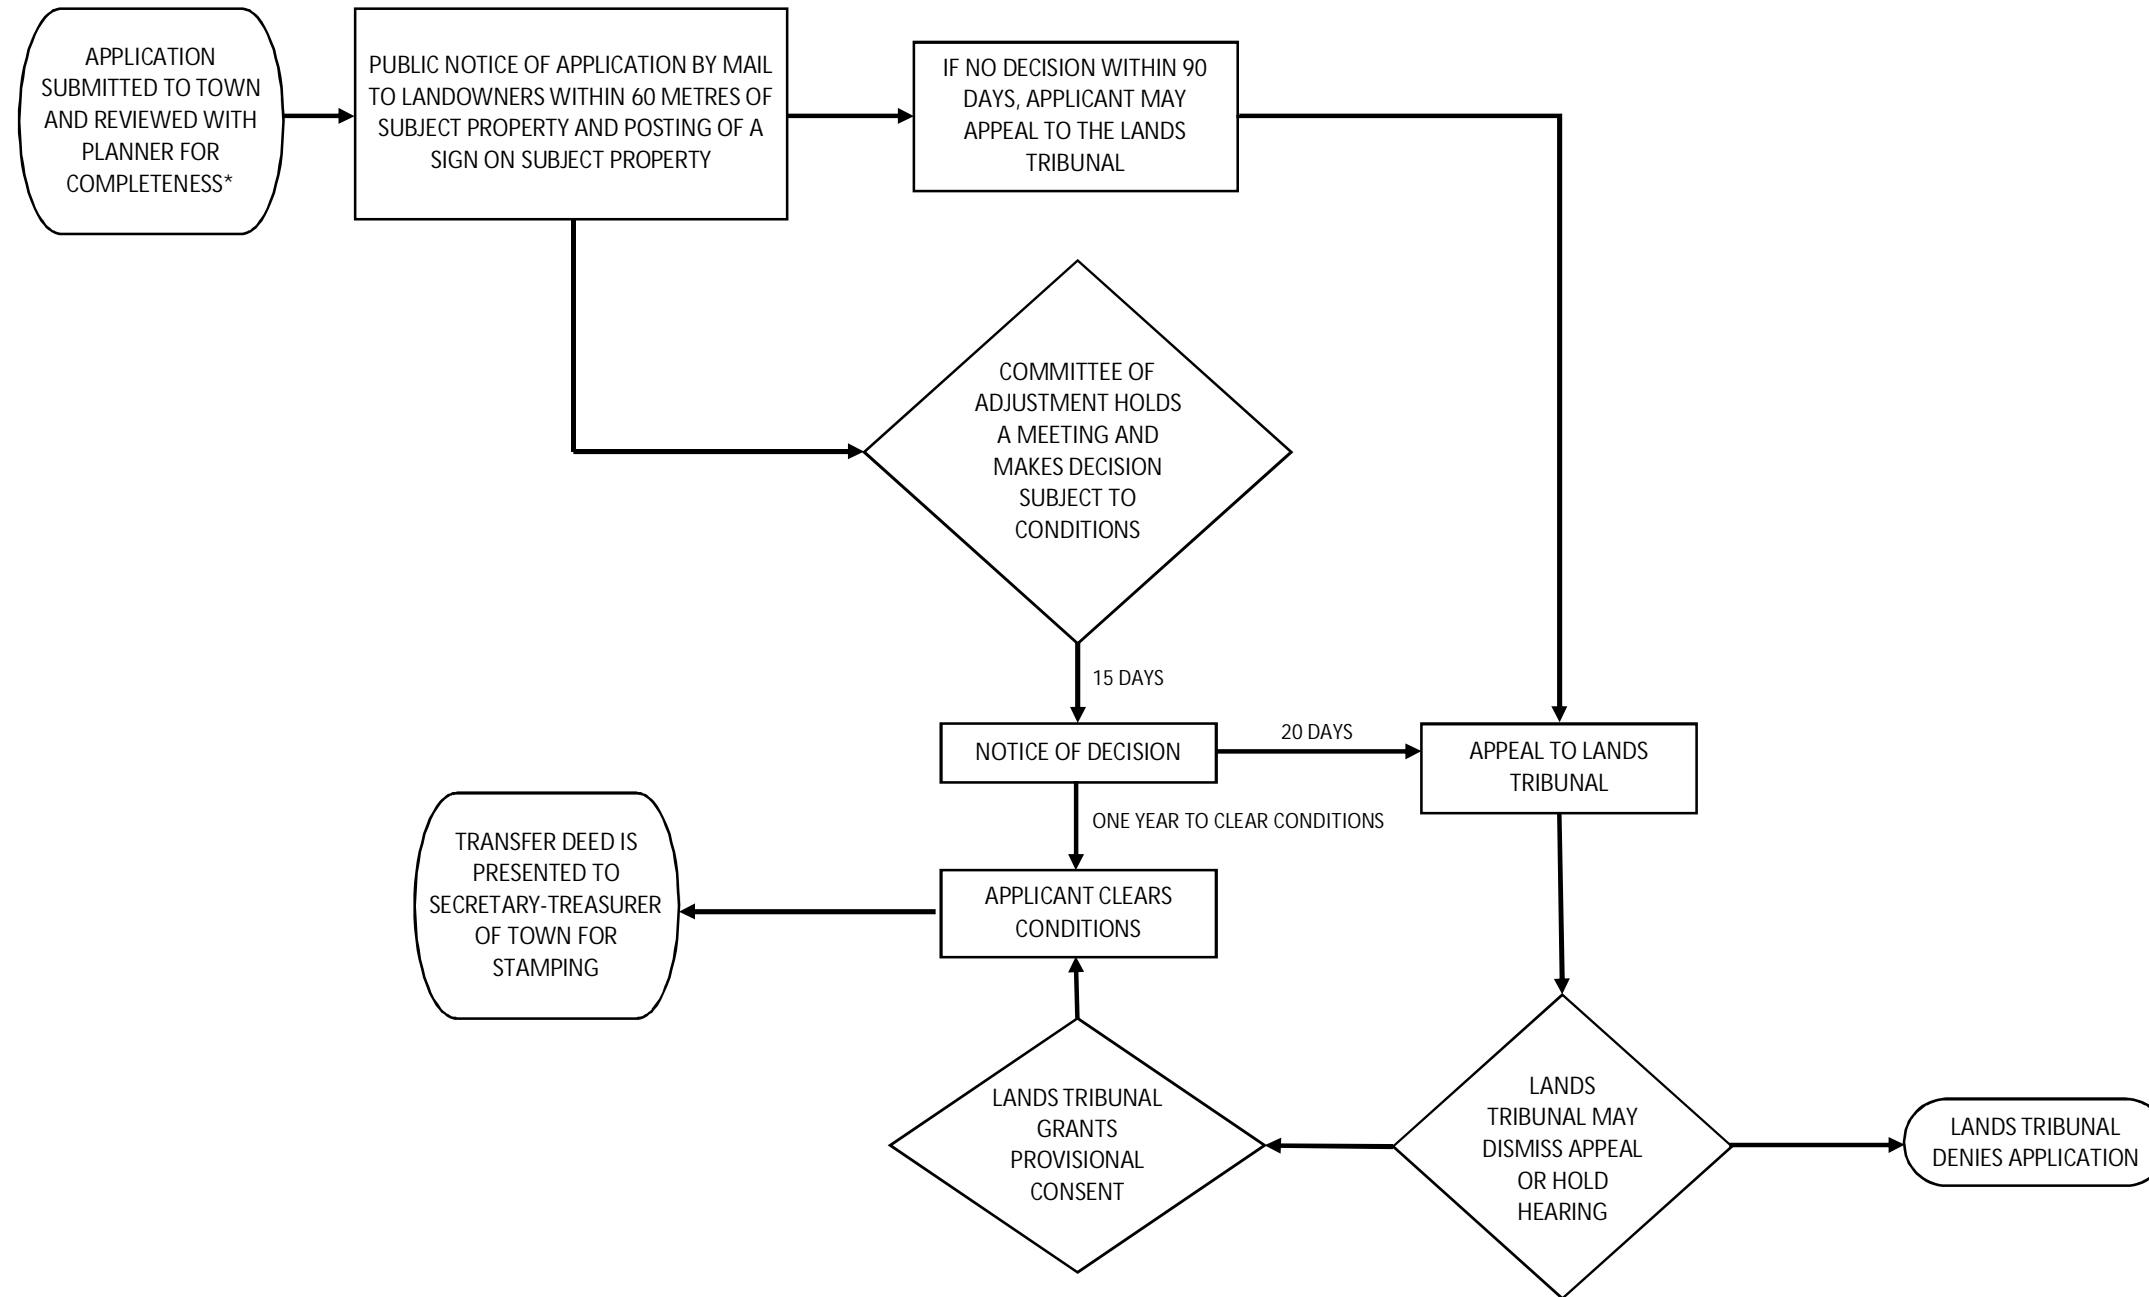 APPLICATION
SUBMITTED TO TOWN
AND REVIEWED WITH
PLANNER FOR
COMPLETENESS*
PUBLIC NOTICE OF APPLICATION BY MAIL
TO LANDOWNERS WITHIN 60 METRES OF
SUBJECT PROPERTY AND POSTING OF A
SIGN ON SUBJECT PROPERTY
IF NO DECISION WITHIN 90
DAYS, APPLICANT MAY
APPEAL TO THE LANDS
TRIBUNAL
COMMITTEE OF
ADJUSTMENT HOLDS
A MEETING AND
MAKES DECISION
SUBJECT TO
CONDITIONS
15 DAYS
NOTICE OF DECISION
20 DAYS
APPEAL TO LANDS
TRIBUNAL
ONE YEAR TO CLEAR CONDITIONS
APPLICANT CLEARS
CONDITIONS
TRANSFER DEED IS
PRESENTED TO
SECRETARY-TREASURER
OF TOWN FOR
STAMPING
LANDS TRIBUNAL
GRANTS
PROVISIONAL
CONSENT
LANDS
TRIBUNAL MAY
DISMISS APPEAL
OR HOLD
HEARING
LANDS TRIBUNAL
DENIES APPLICATION